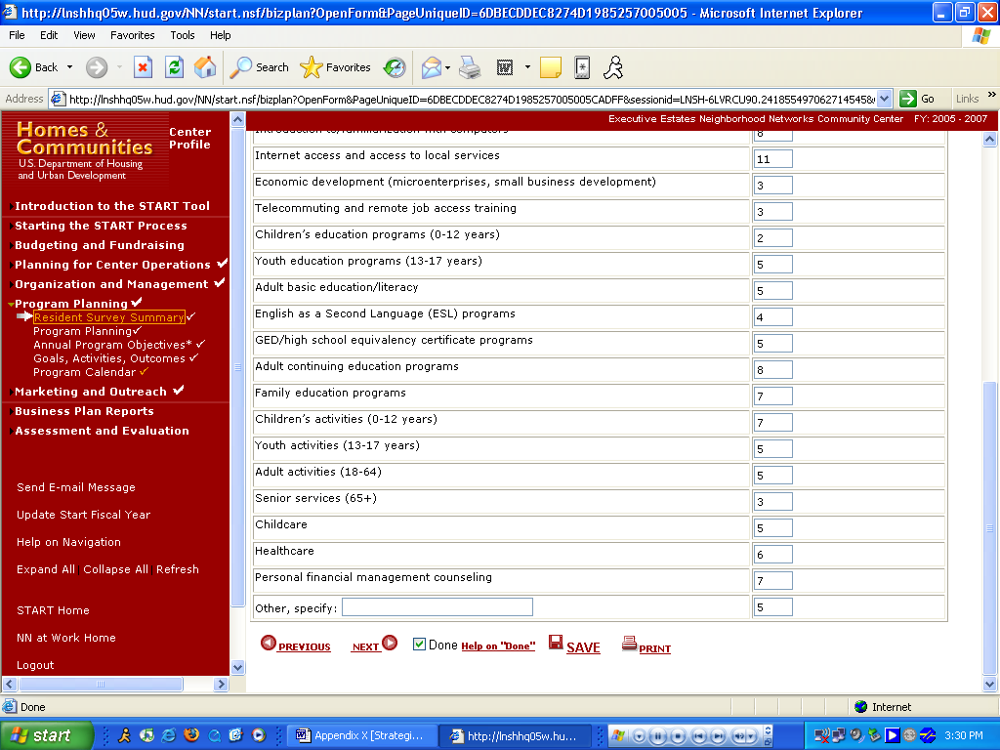 http://lnshhq05w.hud.gov/NN/start.nsf/bizplan?OpenForm&PageUniqueID=6DBECDDEC8274D1985257005005 - Microsoft Internet Explorer
File Edit View Favorites Tools Help
Back Search Favorites
Address http://lnshhq05w.hud.gov/NN/start.nsf/bizplan?OpenForm&PageUniqueID=6DBECDDEC8274D1985257005005CADFF&sessionid=LNSH-6LVRCU90.241855497062714545& Go Links »
Executive Estates Neighborhood Networks Community Center FY: 2005 - 2007
Homes &
Communities
U.S. Department of Housing
and Urban Development
Center
Profile
Introduction to the START Tool
Starting the START Process
Budgeting and Fundraising
Planning for Center Operations
Organization and Management
Program Planning
Resident Survey Summary
Program Planning
Annual Program Objectives*
Goals, Activities, Outcomes
Program Calendar
Marketing and Outreach
Business Plan Reports
Assessment and Evaluation
Send E-mail Message
Update Start Fiscal Year
Help on Navigation
Expand All Collapse All Refresh
START Home
NN at Work Home
Logout
Introduction to/familiarization with computers 8
Internet access and access to local services 11
Economic development (microenterprises, small business development) 3
Telecommuting and remote job access training 3
Children's education programs (0-12 years) 2
Youth education programs (13-17 years) 5
Adult basic education/literacy 5
English as a Second Language (ESL) programs 4
GED/high school equivalency certificate programs 5
Adult continuing education programs 8
Family education programs 7
Children's activities (0-12 years) 7
Youth activities (13-17 years) 5
Adult activities (18-64) 5
Senior services (65+) 3
Childcare 5
Healthcare 6
Personal financial management counseling 7
Other, specify: 5
PREVIOUS NEXT Done Help on "Done" SAVE PRINT
Done Internet
start Appendix X [Strategi... http://lnshhq05w.hu... 3:30 PM